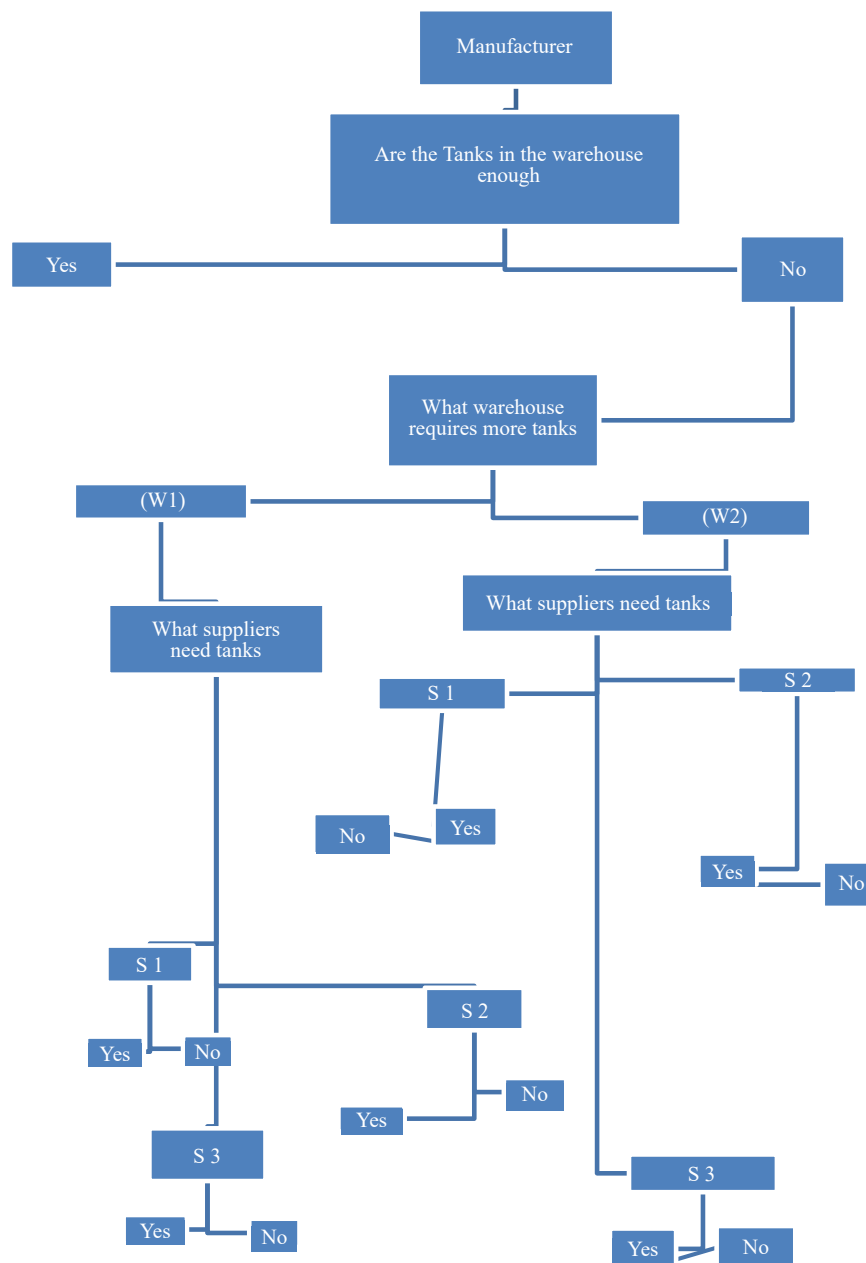 Manufacturer
Are the Tanks in the warehouse
enough
Yes
No
What warehouse
requires more tanks
(W1)
(W2)
What suppliers need tanks
What suppliers
need tanks
S 1
S 2
No
Yes
Yes
No
S 1
S 2
Yes
No
Yes
No
S 3
S 3
Yes
No
Yes
No